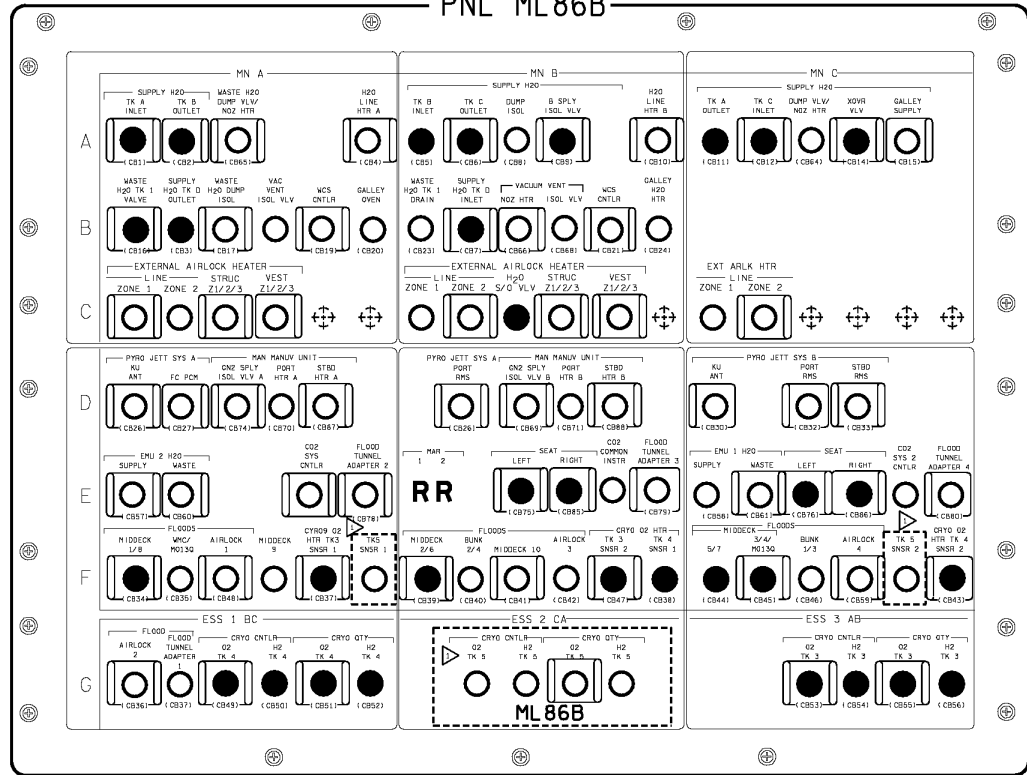 PNL ML86B
MN A MN B MN C
SUPPLY H2O WASTE H2O H2O SUPPLY H2O H2O SUPPLY H2O
TK A TK B DUMP VLV/ LINE TK B TK C DUMP B SPLY LINE TK A TK C DUMP VLV/ XOVR GALLEY
INLET OUTLET NOZ HTR HTR A INLET OUTLET ISOL ISOL VLV HTR B OUTLET INLET NOZ HTR VLV SUPPLY
A
(CB1) (CB2) (CB65) (CB4) (CB5) (CB6) (CB8) (CB9) (CB10) (CB11) (CB12) (CB64) (CB14) (CB15)
WASTE SUPPLY WASTE VAC WCS GALLEY WASTE SUPPLY VACUUM VENT WCS GALLEY
H2O TK 1 H2O TK D H2O DUMP VENT CNTLR OVEN H2O TK 1 H2O TK D NOZ HTR ISOL VLV CNTLR H2O
VALVE OUTLET ISOL ISOL VLV DRAIN INLET HTR
B
(CB16) (CB3) (CB17) (CB19) (CB20) (CB23) (CB7) (CB66) (CB68) (CB21) (CB24)
EXTERNAL AIRLOCK HEATER EXTERNAL AIRLOCK HEATER EXT ARLK HTR
LINE STRUC VEST LINE H2O STRUC VEST LINE
ZONE 1 ZONE 2 Z1/2/3 Z1/2/3 ZONE 1 ZONE 2 S/O VLV Z1/2/3 Z1/2/3 ZONE 1 ZONE 2
C
PYRO JETT SYS A MAN MANUV UNIT PYRO JETT SYS A MAN MANUV UNIT PYRO JETT SYS B
KU FC PCM GN2 SPLY PORT STBD PORT GN2 SPLY PORT STBD KU PORT STBD
ANT ISOL VLV A HTR A HTR A RMS ISOL VLV B HTR B HTR B ANT RMS RMS
D
(CB26) (CB27) (CB74) (CB70) (CB67) (CB26) (CB69) (CB71) (CB88) (CB30) (CB32) (CB33)
EMU 2 H2O CO2 FLOOD MAR SEAT CO2 FLOOD EMU 1 H2O SEAT CO2 FLOOD
SUPPLY WASTE SYS TUNNEL 1 2 LEFT RIGHT COMMON TUNNEL SUPPLY WASTE LEFT RIGHT SYS 2 TUNNEL
CNTLR ADAPTER 2 INSTR ADAPTER 3 CNTLR ADAPTER 4
E RR
(CB57) (CB60) (CB78) (CB75) (CB85) (CB79) (CB58) (CB61) (CB76) (CB86) (CB80)
1 1
FLOODS CYRO9 O2 TK5 FLOODS CRYO O2 HTR FLOODS TK 5 CRYO O2
MIDDECK WMC/ AIRLOCK MIDDECK HTR TK3 SNSR 1 MIDDECK BUNK MIDDECK 10 AIRLOCK TK 3 TK 4 MIDDECK BUNK AIRLOCK SNSR 2 HTR TK 4
1/8 MO13Q 1 9 SNSR 1 2/6 2/4 3 SNSR 2 SNSR 1 5/7 3/4/ MO13Q 1/3 4 SNSR 2
F
(CB34) (CB35) (CB48) (CB37) (CB39) (CB40) (CB41) (CB42) (CB47) (CB38) (CB44) (CB45) (CB46) (CB59) (CB43)
ESS 1 BC ESS 2 CA ESS 3 AB
FLOOD CRYO CNTLR CRYO QTY 1 CRYO CNTLR CRYO QTY CRYO CNTLR CRYO QTY
AIRLOCK FLOOD O2 H2 O2 H2 O2 H2 O2 H2 O2 H2 O2 H2
2 TUNNEL TK 4 TK 4 TK 4 TK 4 TK 5 TK 5 TK 5 TK 5 TK 3 TK 3 TK 3 TK 3
ADAPTER
1
G
(CB36) (CB37) (CB49) (CB50) (CB51) (CB52) (CB53) (CB54) (CB55) (CB56)
ML86B